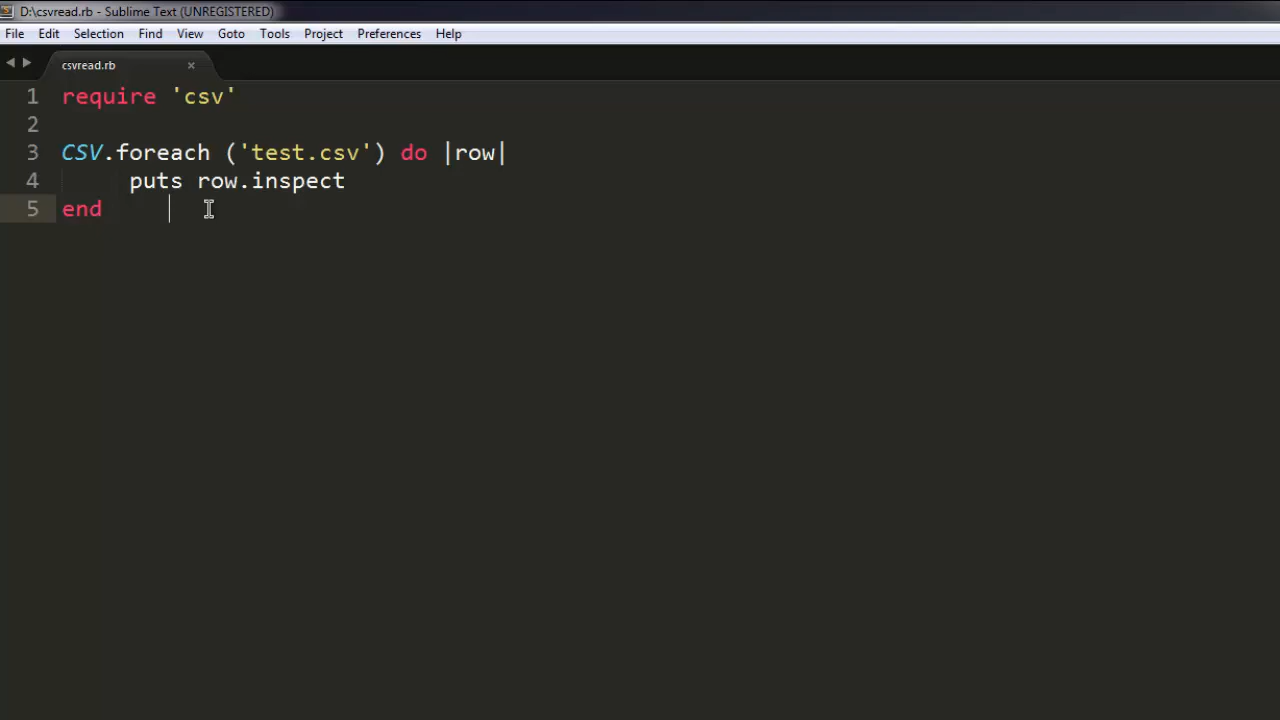 D:\csvread.rb - Sublime Text (UNREGISTERED)
File Edit Selection Find View Goto Tools Project Preferences Help
csvread.rb ×
1 require 'csv'
2
3 CSV.foreach ('test.csv') do |row|
4      puts row.inspect
5 end